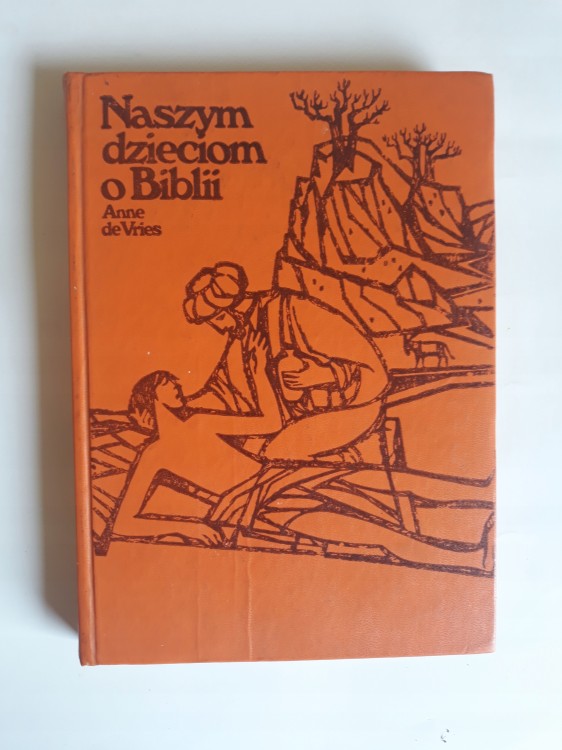 Naszym
dzieciom
o Biblii
Anne
de Vries